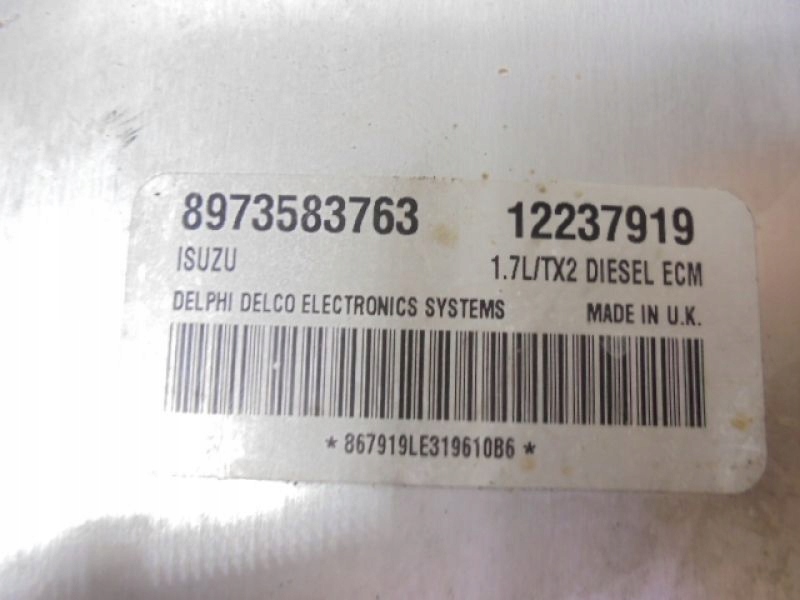 8973583763 12237919
ISUZU 1.7L/TX2 DIESEL ECM
DELPHI DELCO ELECTRONICS SYSTEMS MADE IN U.K.
* 867919LE319610B6 *